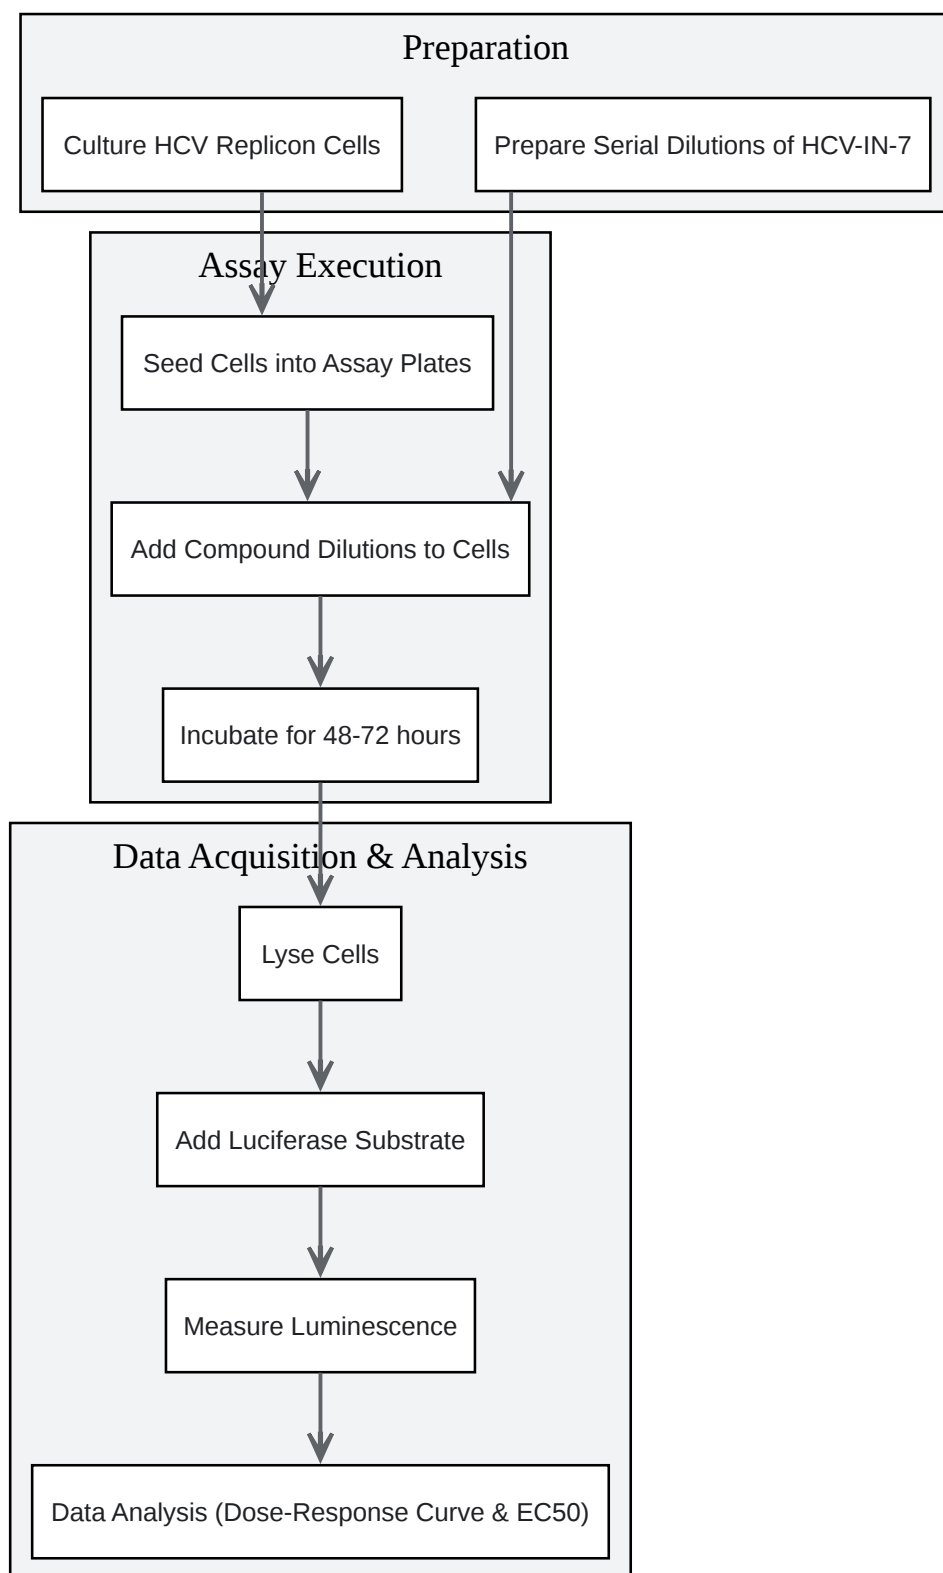 Preparation
Culture HCV Replicon Cells
Prepare Serial Dilutions of HCV-IN-7
Assay Execution
Seed Cells into Assay Plates
Add Compound Dilutions to Cells
Incubate for 48-72 hours
Data Acquisition & Analysis
Lyse Cells
Add Luciferase Substrate
Measure Luminescence
Data Analysis (Dose-Response Curve & EC50)